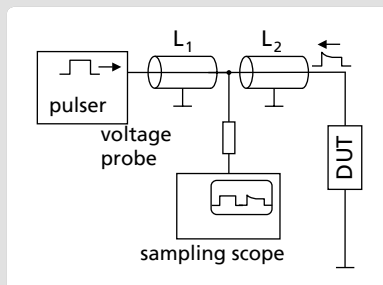 L₁
L₂
pulser
voltage
probe
DUT
sampling scope